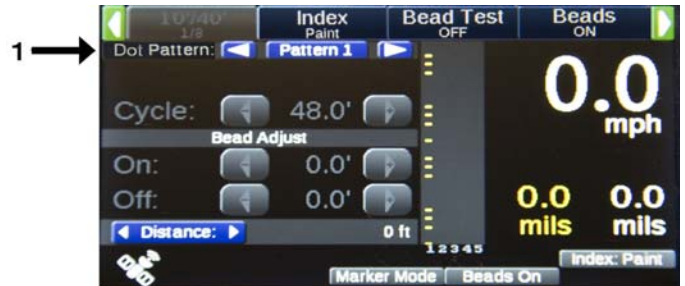 10'/40' Index Bead Test Beads
1/8 Paint OFF ON
1
Dot Pattern: Pattern 1
0.0
mph
Cycle: 48.0'
Bead Adjust
On: 0.0'
Off: 0.0'
0.0 0.0
mils mils
Distance: 0 ft
12345
Index: Paint
Marker Mode Beads On